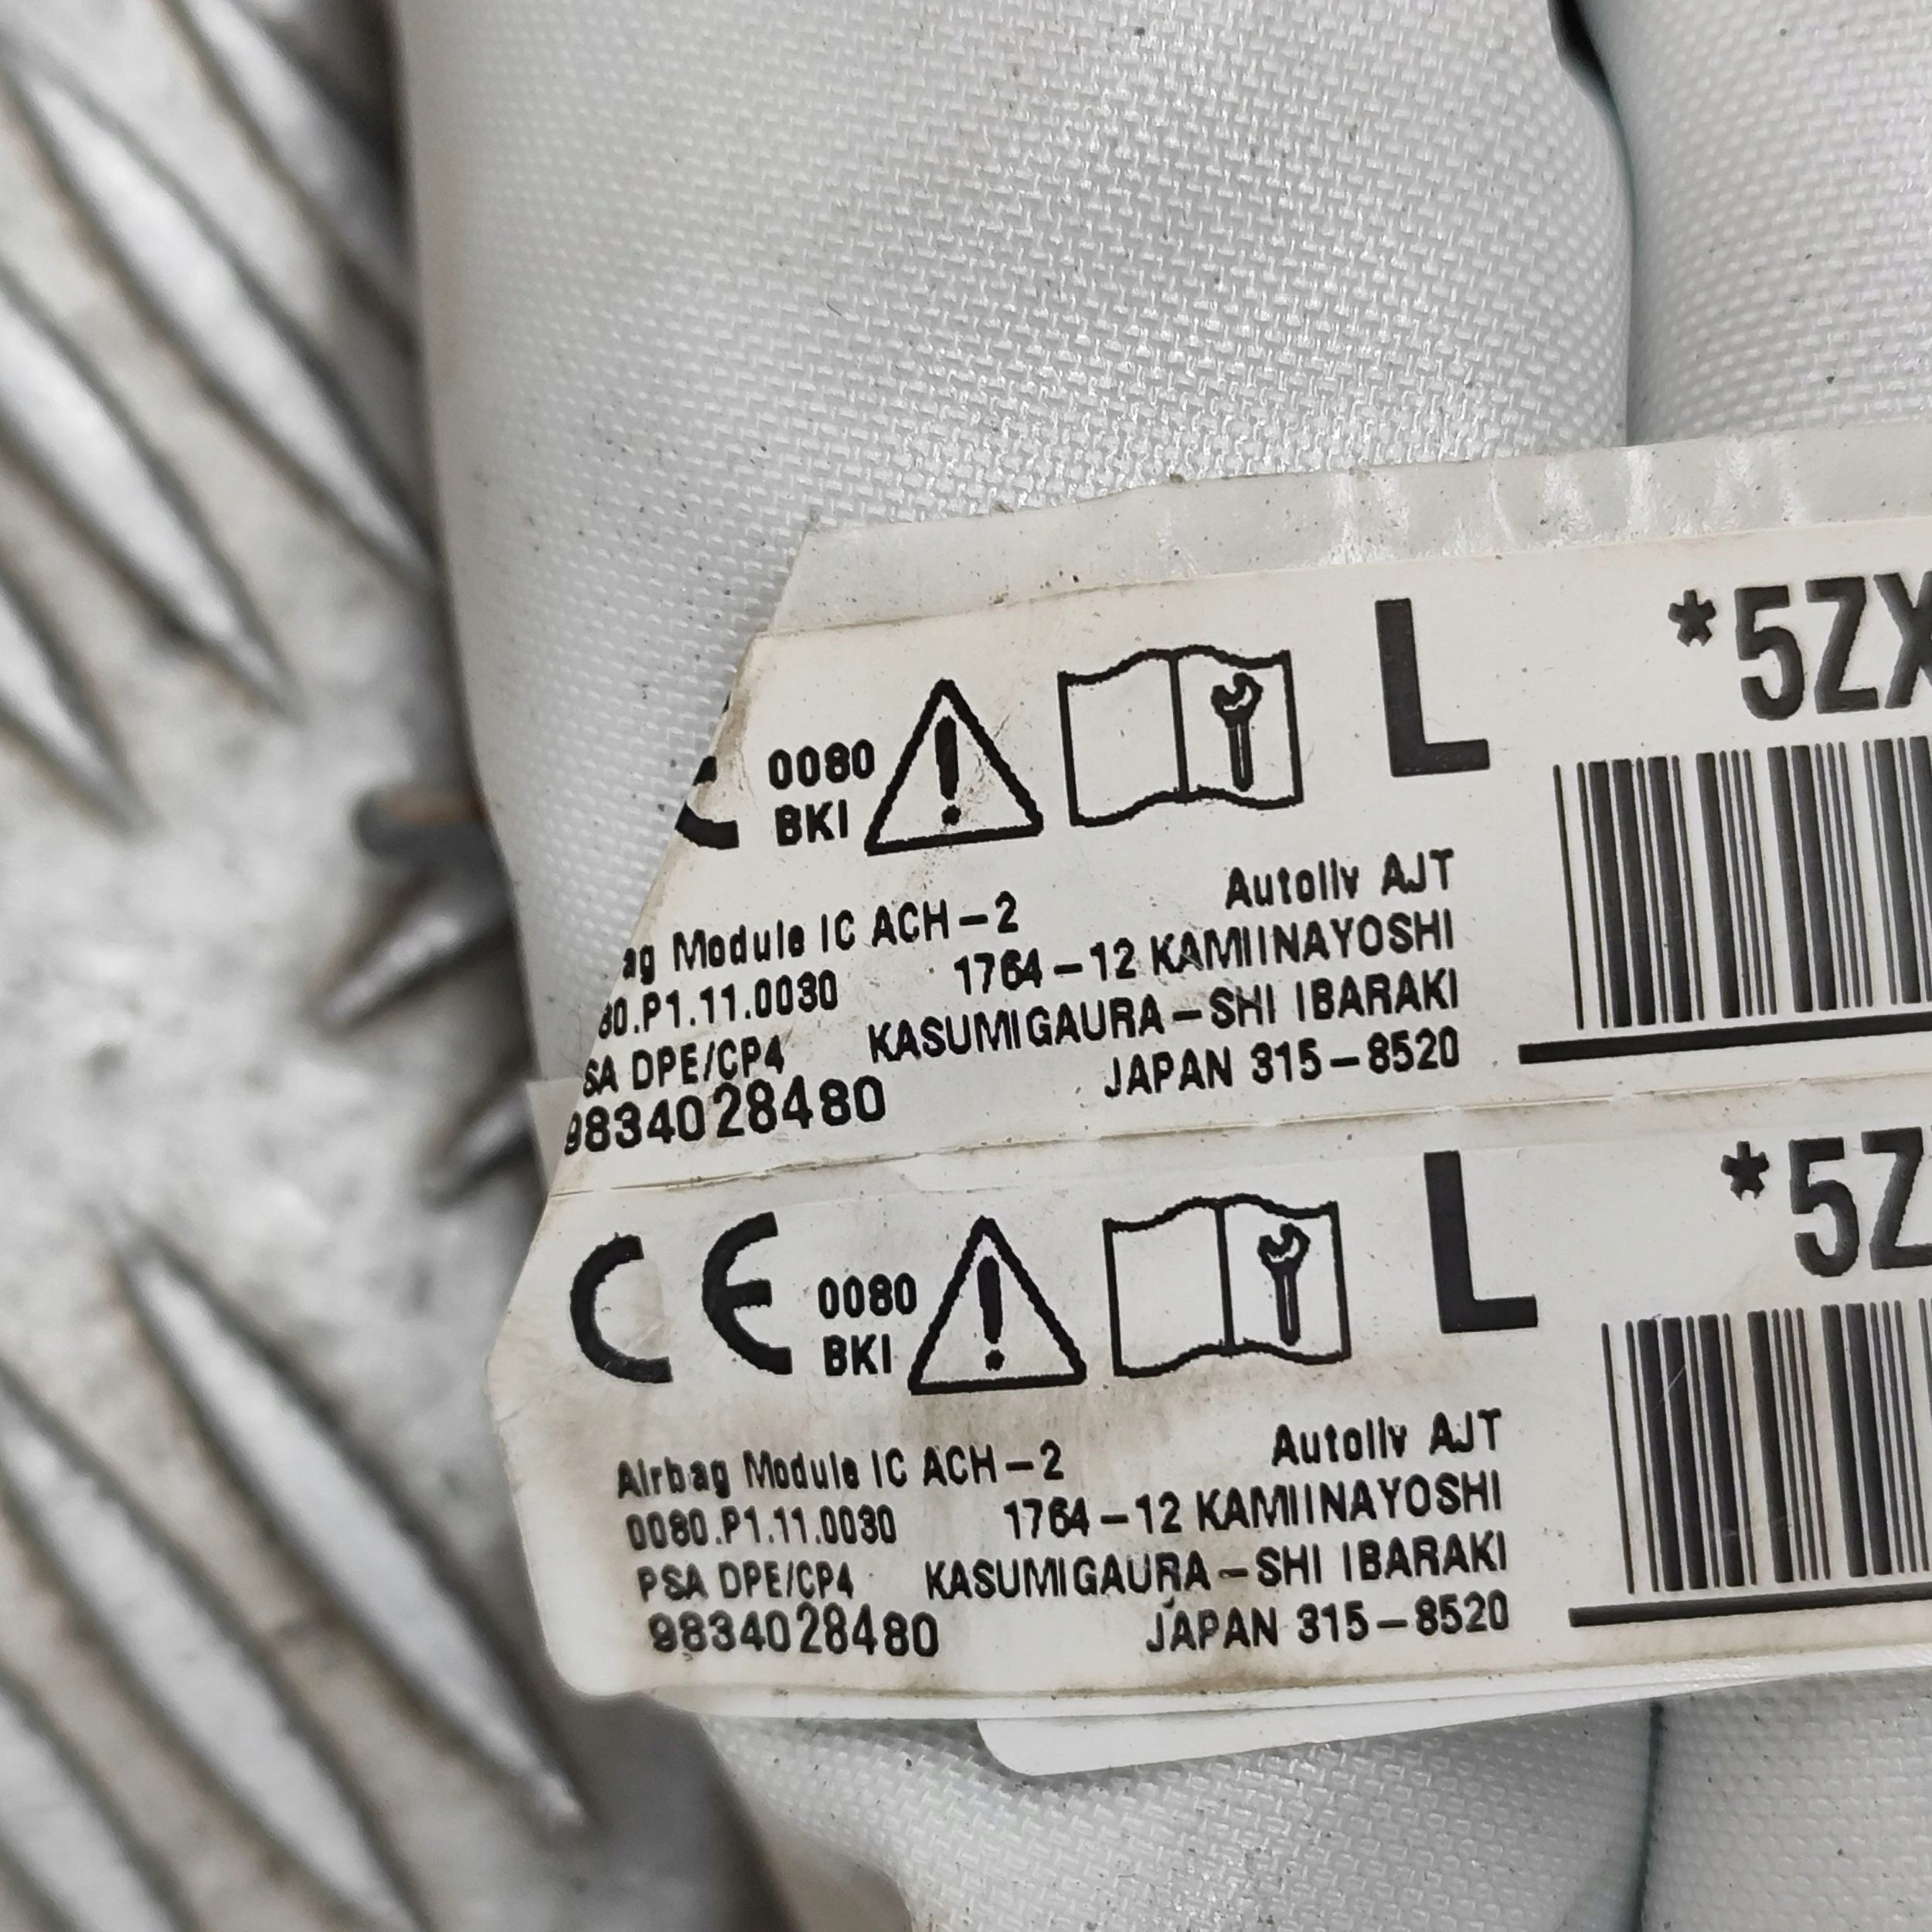 L *5ZX
0080
BKI
ag Module IC ACH-2 Autoliv AJT
80.P1.11.0030 1764-12 KAMIINAYOSHI
SA DPE/CP4 KASUMIGAURA-SHI IBARAKI
9834028480 JAPAN 315-8520
CE L *5Z
0080
BKI
Airbag Module IC ACH-2 Autoliv AJT
0080.P1.11.0030 1764-12 KAMIINAYOSHI
PSA DPE/CP4 KASUMIGAURA-SHI IBARAKI
9834028480 JAPAN 315-8520